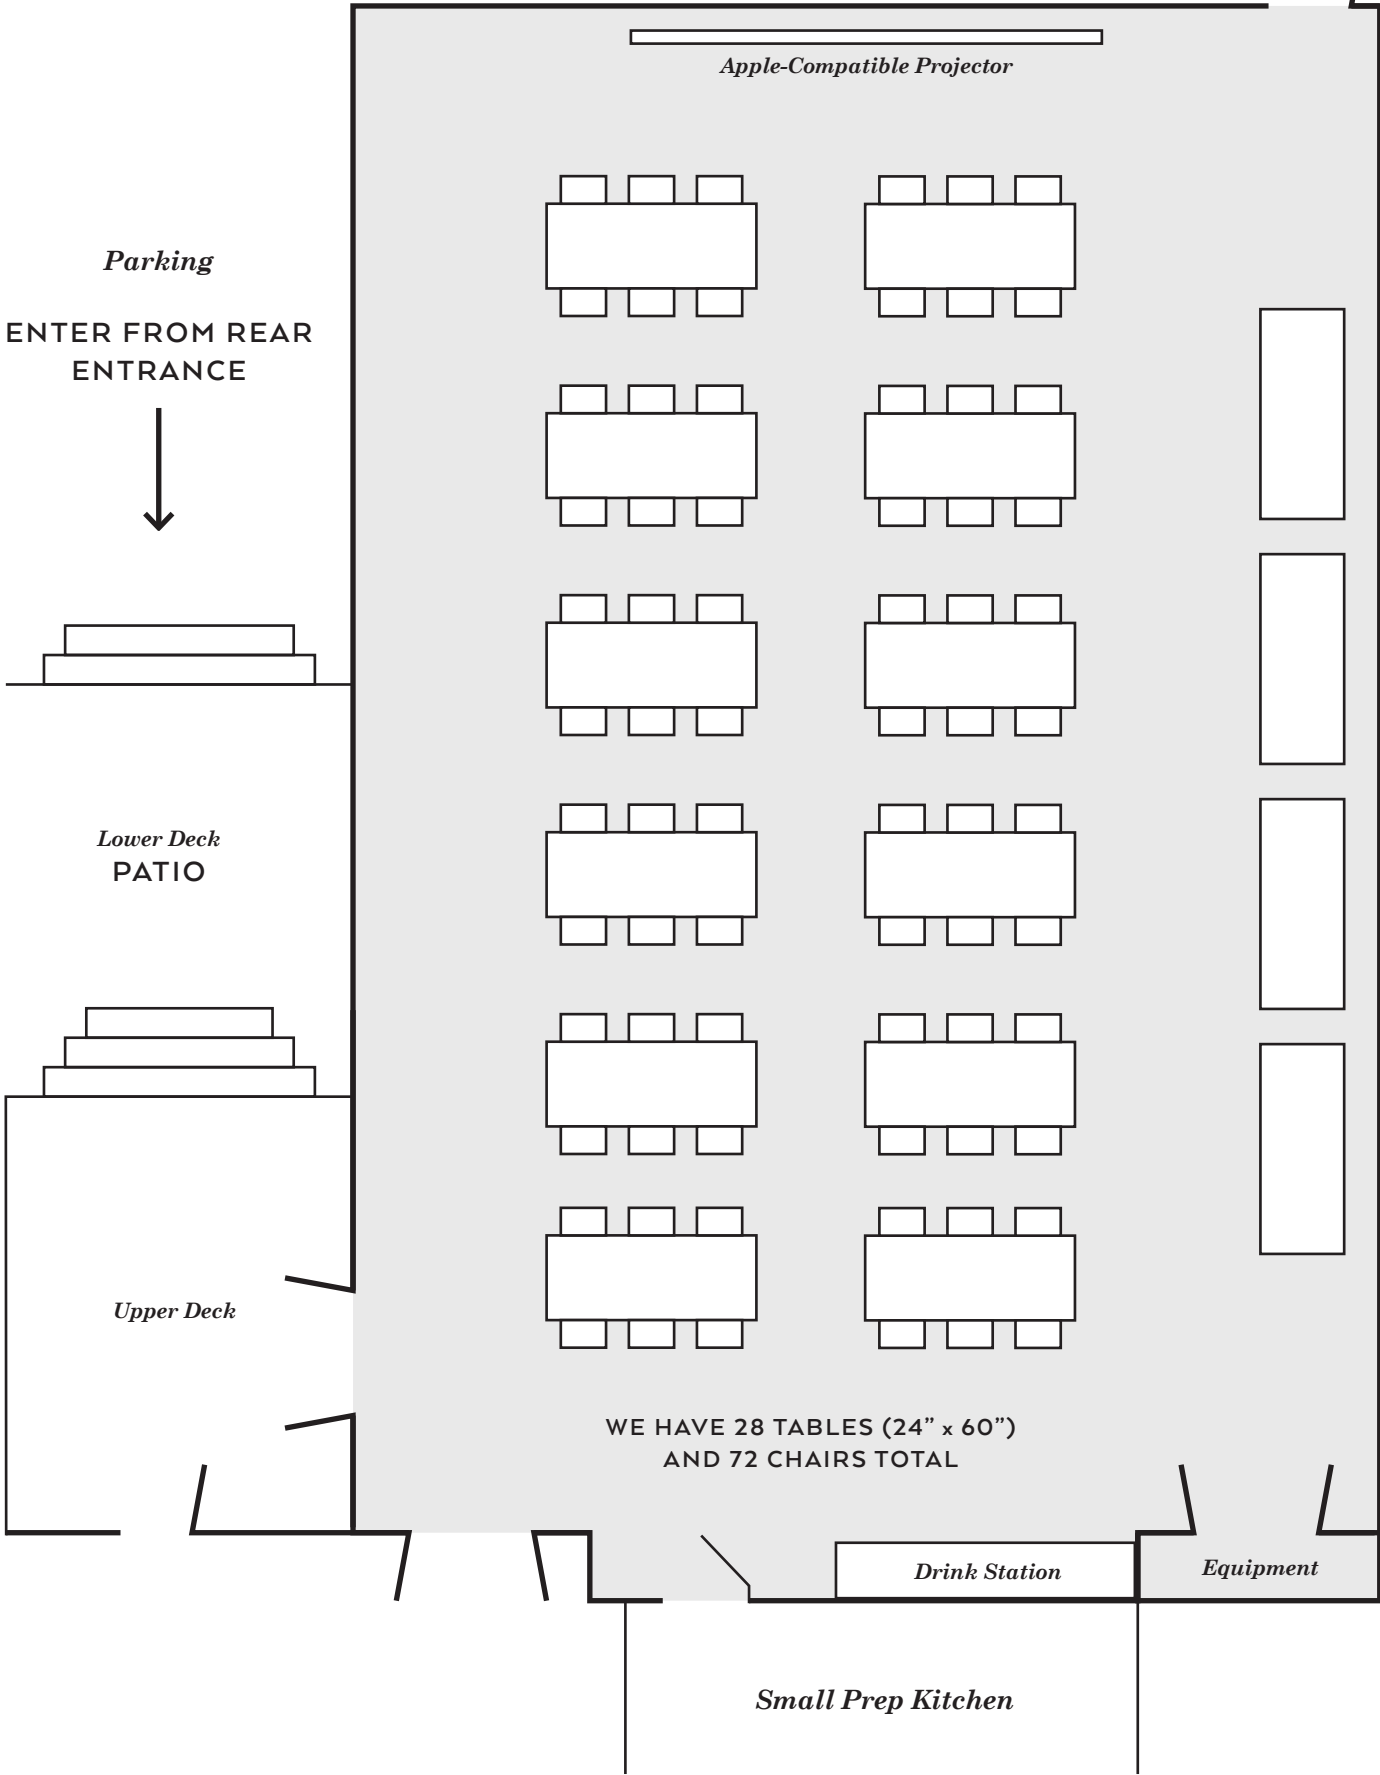 Apple-Compatible Projector
Parking
ENTER FROM REAR
ENTRANCE
Lower Deck
PATIO
Upper Deck
WE HAVE 28 TABLES (24” x 60”)
AND 72 CHAIRS TOTAL
Drink Station
Equipment
Small Prep Kitchen